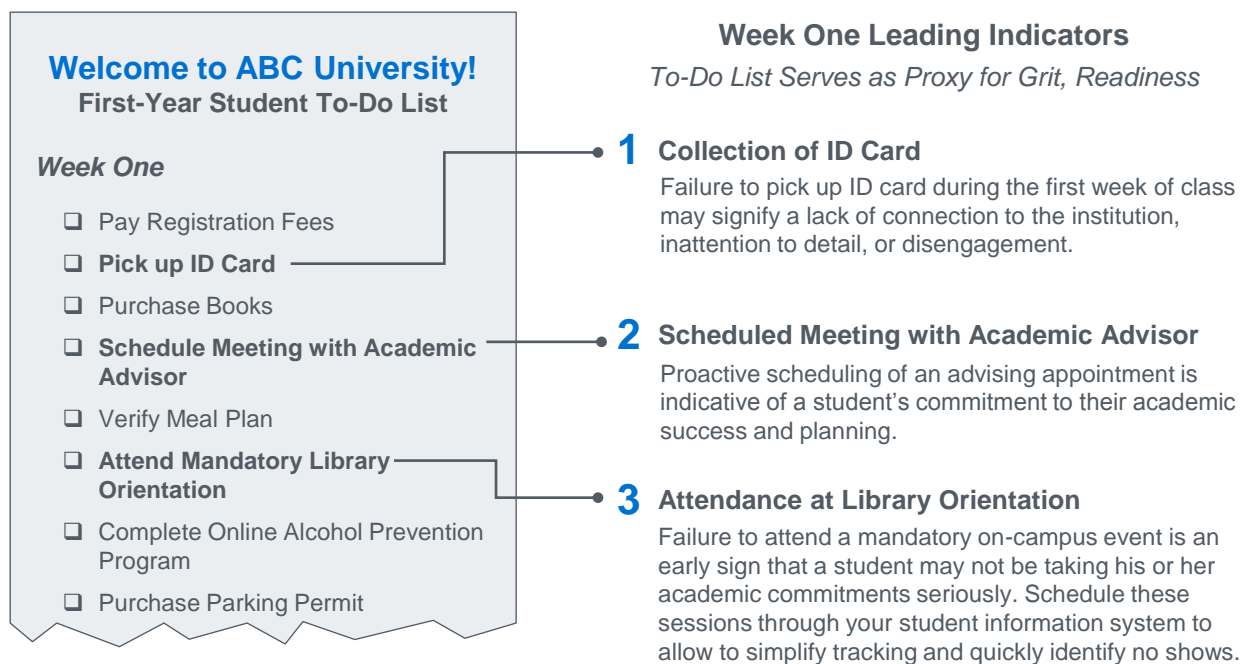 Welcome to ABC University!
First-Year Student To-Do List
Week One
❑ Pay Registration Fees
❑ Pick up ID Card
❑ Purchase Books
❑ Schedule Meeting with Academic
Advisor
❑ Verify Meal Plan
❑ Attend Mandatory Library
Orientation
❑ Complete Online Alcohol Prevention
Program
❑ Purchase Parking Permit
Week One Leading Indicators
To-Do List Serves as Proxy for Grit, Readiness
1 Collection of ID Card
Failure to pick up ID card during the first week of class
may signify a lack of connection to the institution,
inattention to detail, or disengagement.
2 Scheduled Meeting with Academic Advisor
Proactive scheduling of an advising appointment is
indicative of a student's commitment to their academic
success and planning.
3 Attendance at Library Orientation
Failure to attend a mandatory on-campus event is an
early sign that a student may not be taking his or her
academic commitments seriously. Schedule these
sessions through your student information system to
allow to simplify tracking and quickly identify no shows.